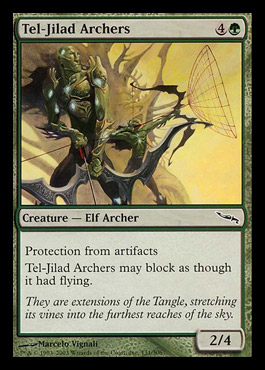 Tel-Jilad Archers 4
Creature — Elf Archer
Protection from artifacts
Tel-Jilad Archers may block as though
it had flying.
They are extensions of the Tangle, stretching
its vines into the furthest reaches of the sky.
Marcelo Vignali
2/4